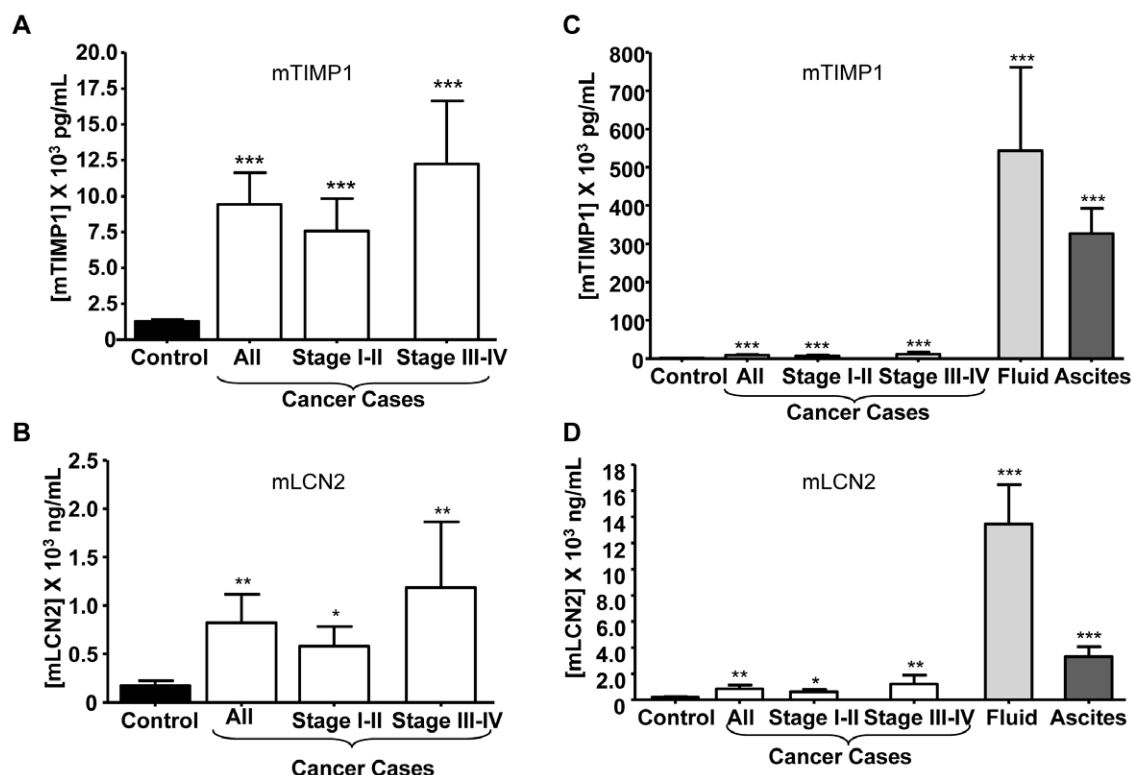 A
mTIMP1
[mTIMP1] X 10³ pg/mL
20.0
17.5
15.0
12.5
10.0
7.5
5.0
2.5
0
***
***
***
Control
All
Stage I-II
Stage III-IV
Cancer Cases
C
mTIMP1
[mTIMP1] X 10³ pg/mL
800
700
600
500
400
300
200
100
0
***
***
***
***
***
Control
All
Stage I-II
Stage III-IV
Fluid
Ascites
Cancer Cases
B
mLCN2
[mLCN2] X 10³ ng/mL
2.5
2.0
1.5
1.0
0.5
0
**
*
**
Control
All
Stage I-II
Stage III-IV
Cancer Cases
D
mLCN2
[mLCN2] X 10³ ng/mL
18
16
14
12
10
8.0
6.0
4.0
2.0
0
**
*
**
***
***
Control
All
Stage I-II
Stage III-IV
Fluid
Ascites
Cancer Cases